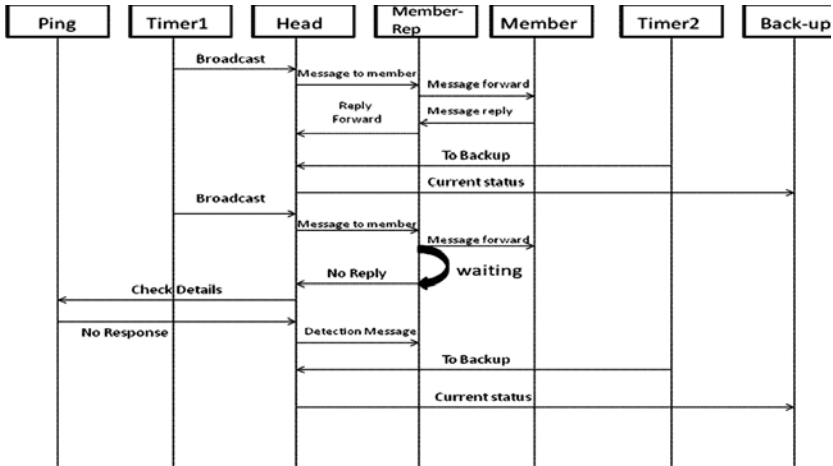 Ping
Timer1
Head
Member-
Rep
Member
Timer2
Back-up
Broadcast
Message to member
Message forward
Reply
Forward
Message reply
To Backup
Current status
Broadcast
Message to member
Message forward
waiting
No Reply
Check Details
No Response
Detection Message
To Backup
Current status